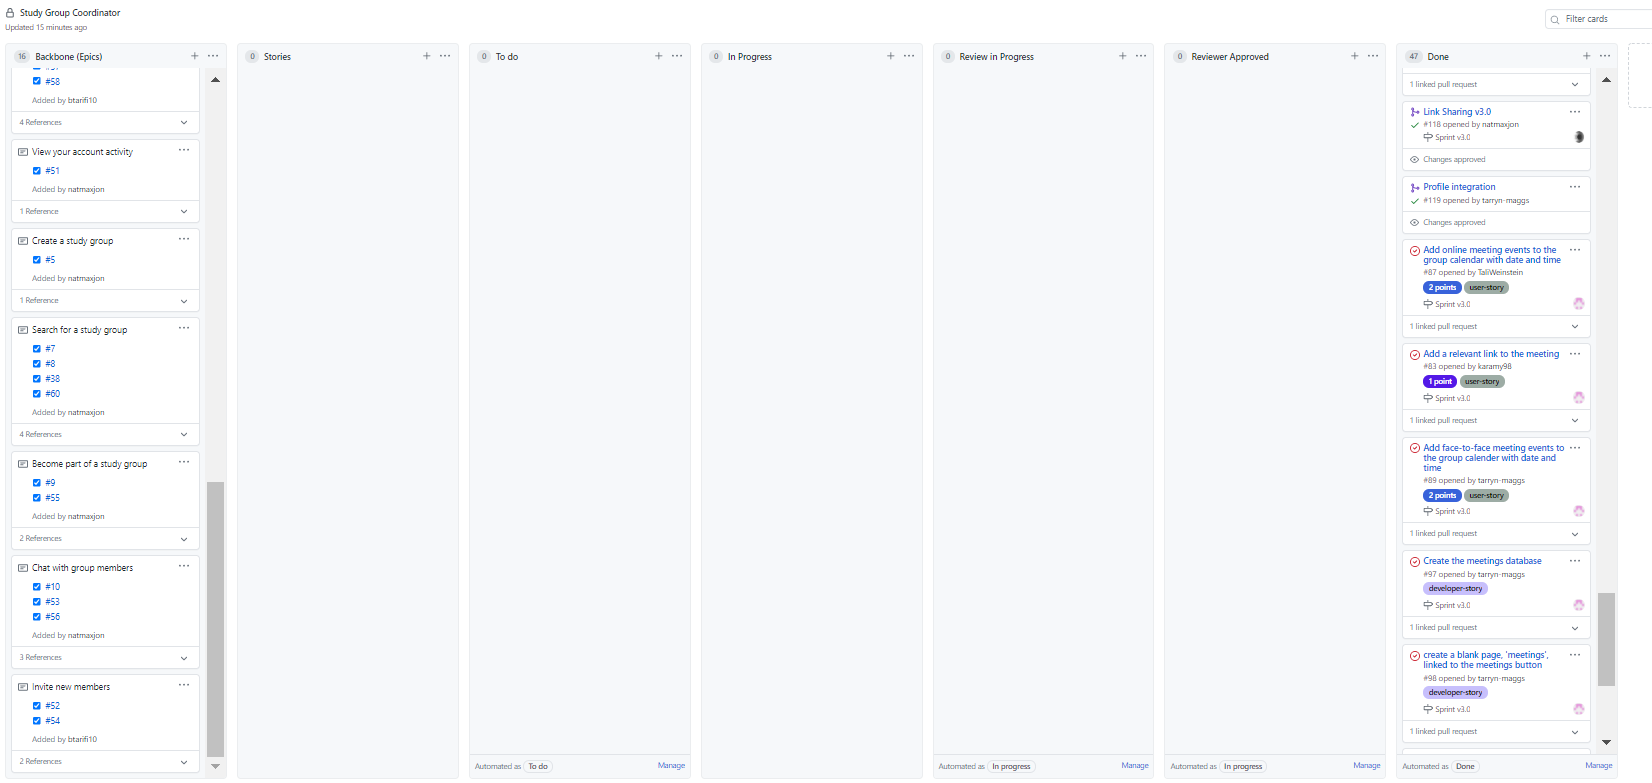 Study Group Coordinator
Updated 15 minutes ago
Filter cards
16 Backbone (Epics)
#58
Added by btarifi10
4 References
View your account activity
#51
Added by natmaxjon
1 Reference
Create a study group
#5
Added by natmaxjon
1 Reference
Search for a study group
#7
#8
#38
#60
Added by natmaxjon
4 References
Become part of a study group
#9
#55
Added by natmaxjon
2 References
Chat with group members
#10
#53
#56
Added by natmaxjon
3 References
Invite new members
#52
#54
Added by btarifi10
2 References
0 Stories
0 To do
Automated as To do Manage
0 In Progress
0 Review in Progress
Automated as In progress Manage
0 Reviewer Approved
Automated as In progress Manage
47 Done
1 linked pull request
Link Sharing v3.0
#118 opened by natmaxjon
Sprint v3.0
Changes approved
Profile integration
#119 opened by tarryn-maggs
Changes approved
Add online meeting events to the
group calendar with date and time
#87 opened by TaliWeinstein
2 points user-story
Sprint v3.0
1 linked pull request
Add a relevant link to the meeting
#83 opened by karamy98
1 point user-story
Sprint v3.0
1 linked pull request
Add face-to-face meeting events to
the group calender with date and
time
#89 opened by tarryn-maggs
2 points user-story
Sprint v3.0
1 linked pull request
Create the meetings database
#97 opened by tarryn-maggs
developer-story
Sprint v3.0
1 linked pull request
create a blank page, 'meetings',
linked to the meetings button
#98 opened by tarryn-maggs
developer-story
Sprint v3.0
1 linked pull request
Automated as Done Manage